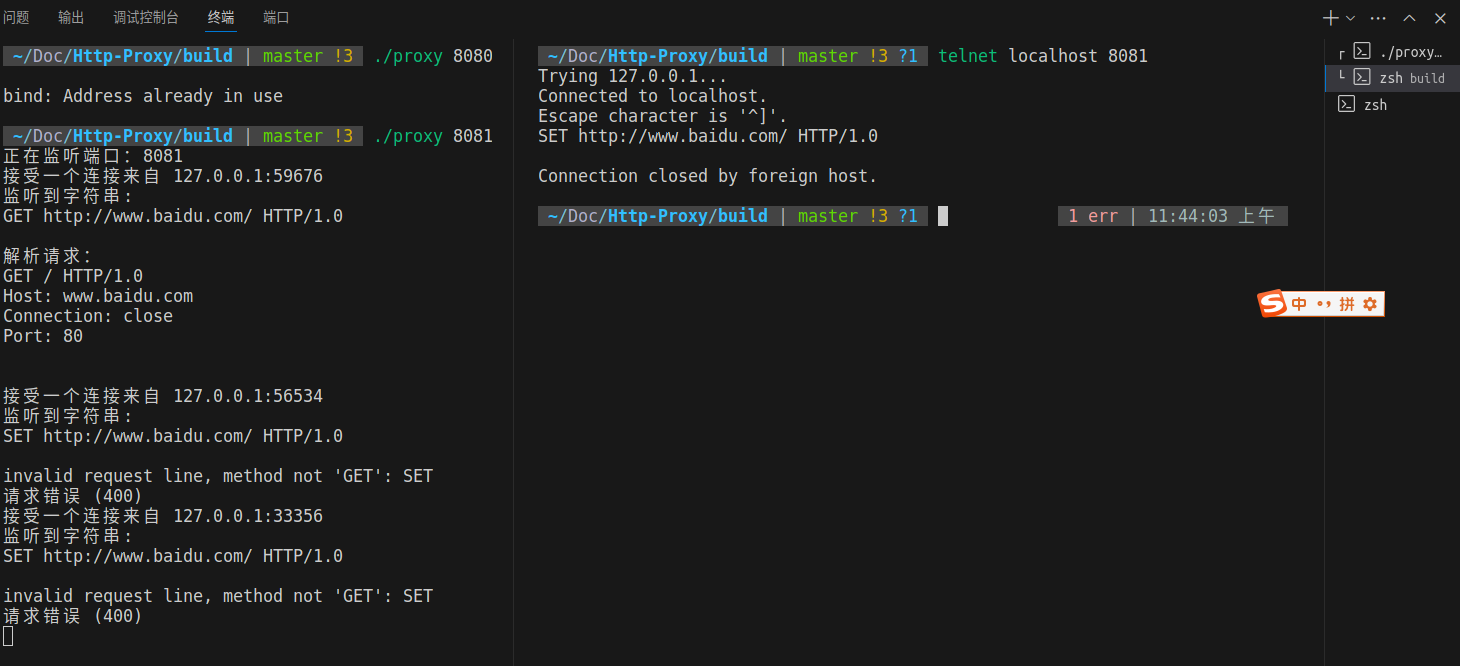 问题 输出 调试控制台 终端 端口
~/Doc/Http-Proxy/build | master !3 ./proxy 8080
bind: Address already in use
~/Doc/Http-Proxy/build | master !3 ./proxy 8081
正在监听端口: 8081
接受一个连接来自 127.0.0.1:59676
监听到字符串:
GET http://www.baidu.com/ HTTP/1.0
解析请求:
GET / HTTP/1.0
Host: www.baidu.com
Connection: close
Port: 80
接受一个连接来自 127.0.0.1:56534
监听到字符串:
SET http://www.baidu.com/ HTTP/1.0
invalid request line, method not 'GET': SET
请求错误 (400)
接受一个连接来自 127.0.0.1:33356
监听到字符串:
SET http://www.baidu.com/ HTTP/1.0
invalid request line, method not 'GET': SET
请求错误 (400)
~/Doc/Http-Proxy/build | master !3 ?1 telnet localhost 8081
Trying 127.0.0.1...
Connected to localhost.
Escape character is '^]'.
SET http://www.baidu.com/ HTTP/1.0
Connection closed by foreign host.
~/Doc/Http-Proxy/build | master !3 ?1
1 err | 11:44:03 上午
./proxy...
zsh build
zsh
S 中 °, 拼